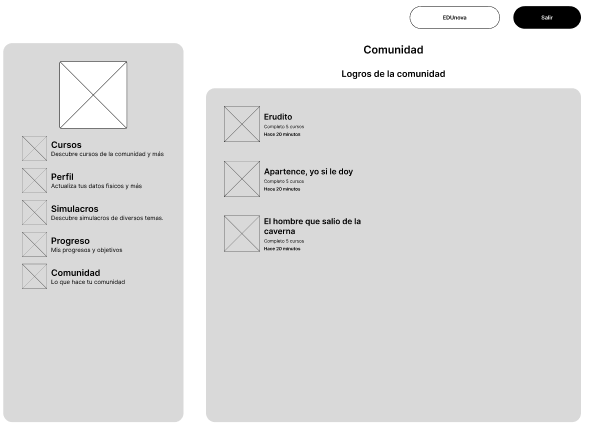 EDUnova
Salir
Comunidad
Logros de la comunidad
Cursos
Descubre cursos de la comunidad y más
Perfil
Actualiza tus datos fisicos y más
Simulacros
Descubre simulacros de diversos temas.
Progreso
Mis progresos y objetivos
Comunidad
Lo que hace tu comunidad
Erudito
Completo 5 cursos
Hace 20 minutos
Apartence, yo si le doy
Completo 5 cursos
Hace 20 minutos
El hombre que salio de la
caverna
Completo 5 cursos
Hace 20 minutos